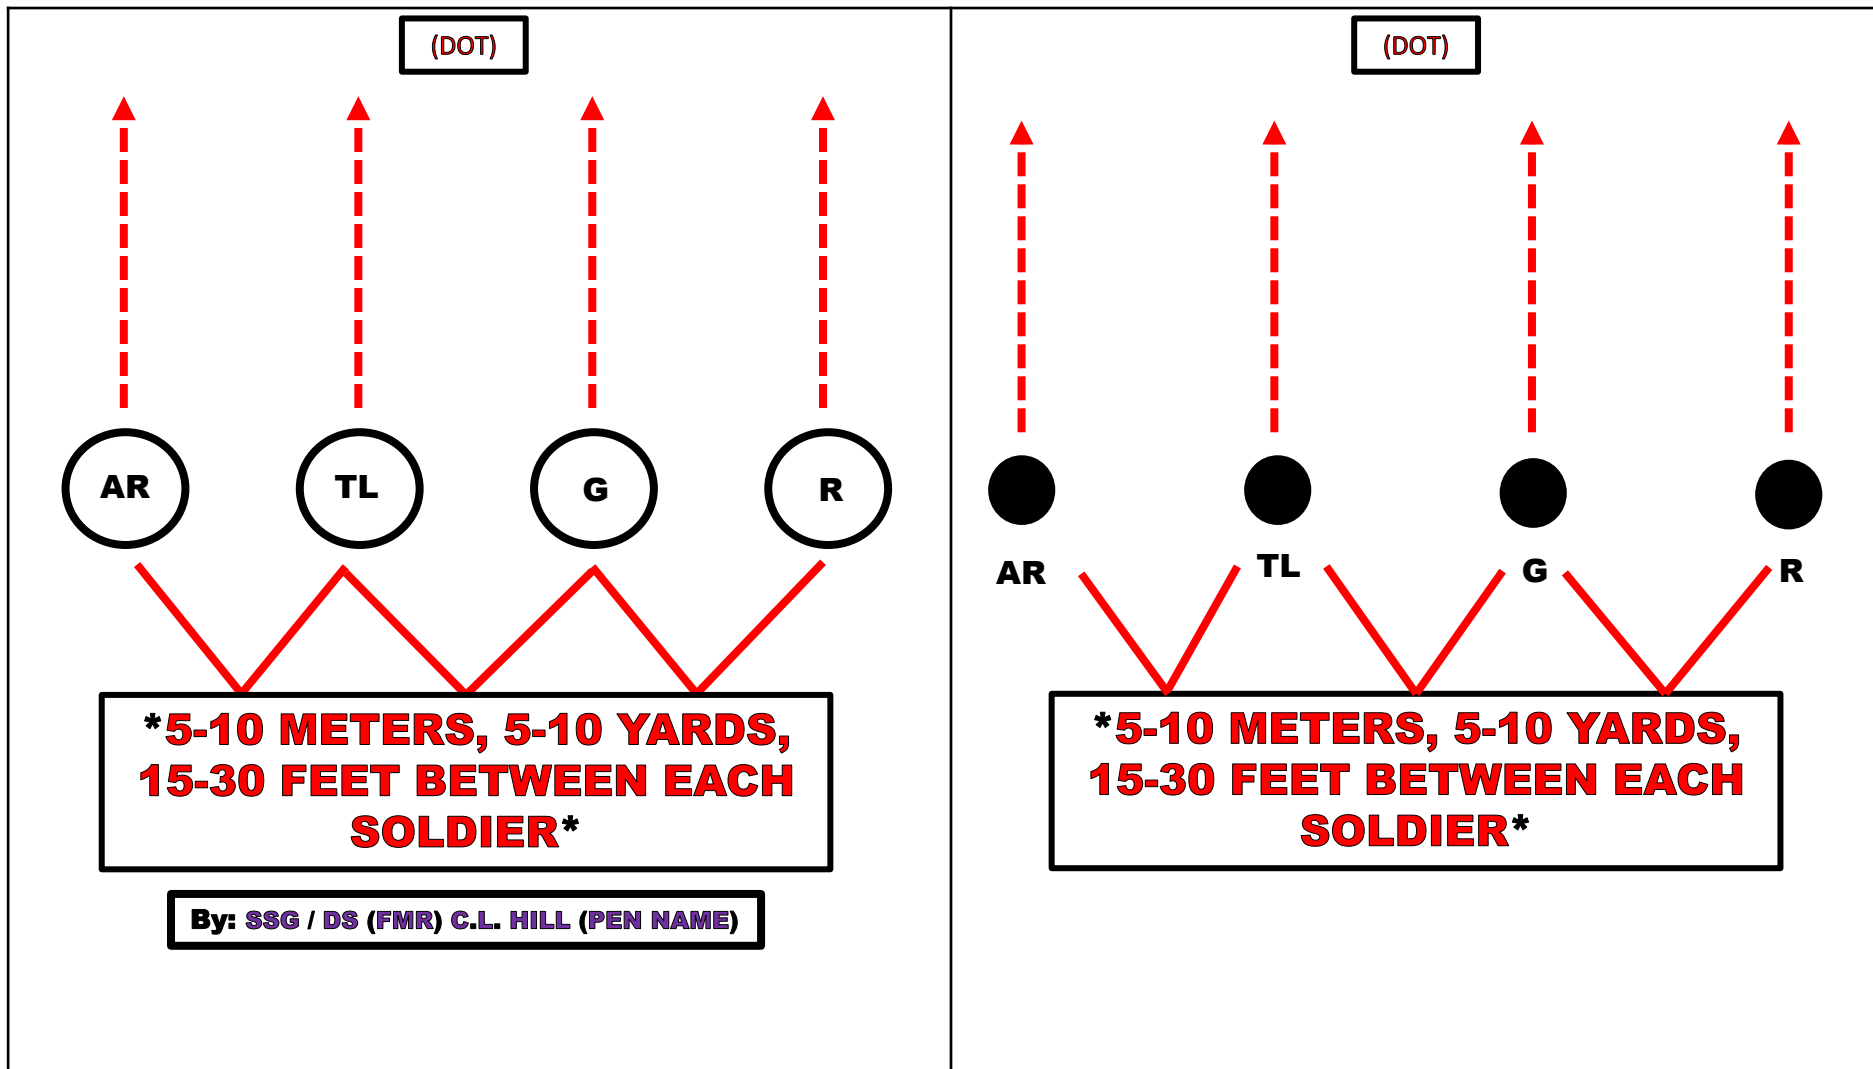 (DOT)
AR TL G R
*5-10 METERS, 5-10 YARDS,
15-30 FEET BETWEEN EACH
SOLDIER*
By: SSG / DS (FMR) C.L. HILL (PEN NAME)
(DOT)
AR TL G R
*5-10 METERS, 5-10 YARDS,
15-30 FEET BETWEEN EACH
SOLDIER*